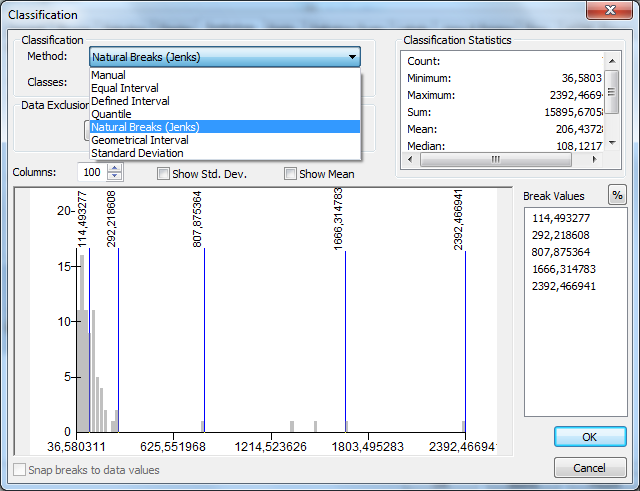 Classification
Classification
Method: Natural Breaks (Jenks)
Classes:
Manual
Equal Interval
Defined Interval
Quantile
Natural Breaks (Jenks)
Geometrical Interval
Standard Deviation
Data Exclusion
Classification Statistics
Count:
Minimum: 36,5803
Maximum: 2392,46694
Sum: 15895,67058
Mean: 206,43728
Median: 108,12177
Columns: 100 Show Std. Dev. Show Mean
Break Values %
114,493277
292,218608
807,875364
1666,314783
2392,466941
114,493277
292,218608
807,875364
1666,314783
2392,466941
20
15
10
5
0
36,580311 625,551968 1214,523626 1803,495283 2392,466941
Snap breaks to data values
OK
Cancel